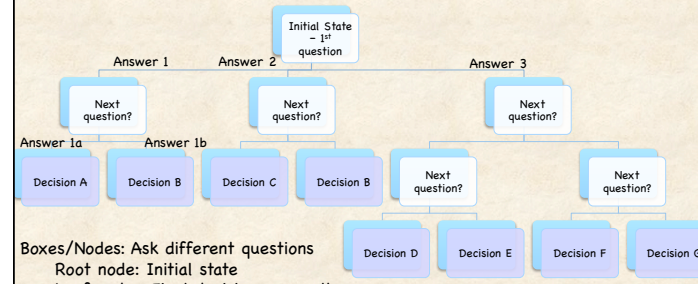 Initial State
– 1st
question
Answer 1
Answer 2
Answer 3
Next
question?
Next
question?
Next
question?
Answer 1a
Answer 1b
Decision A
Decision B
Decision C
Decision B
Next
question?
Next
question?
Decision D
Decision E
Decision F
Decision G
Boxes/Nodes: Ask different questions
Root node: Initial state